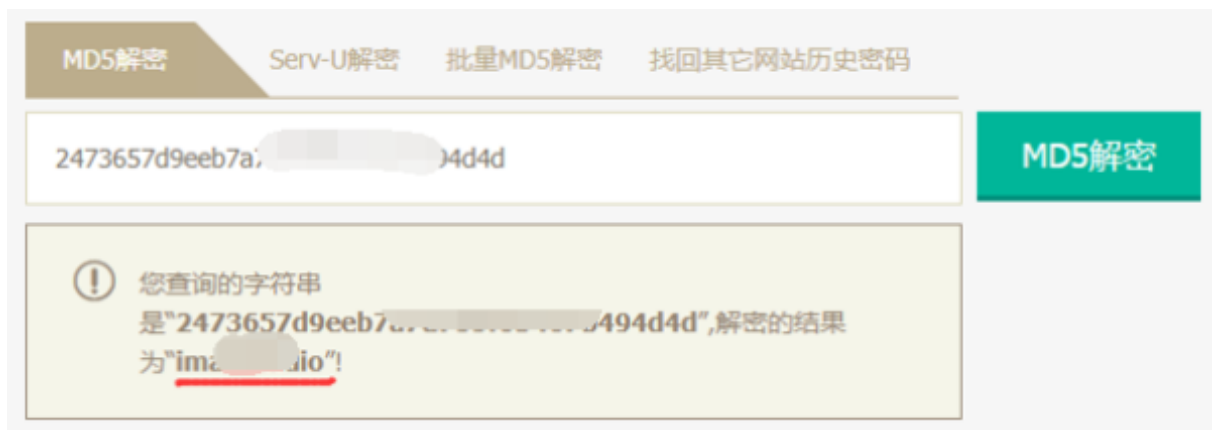 MD5解密 Serv-U解密 批量MD5解密 找回其它网站历史密码
2473657d9eeb7a 94d4d
MD5解密
您查询的字符串
是“2473657d9eeb7 494d4d”,解密的结果
为“ima dio”!